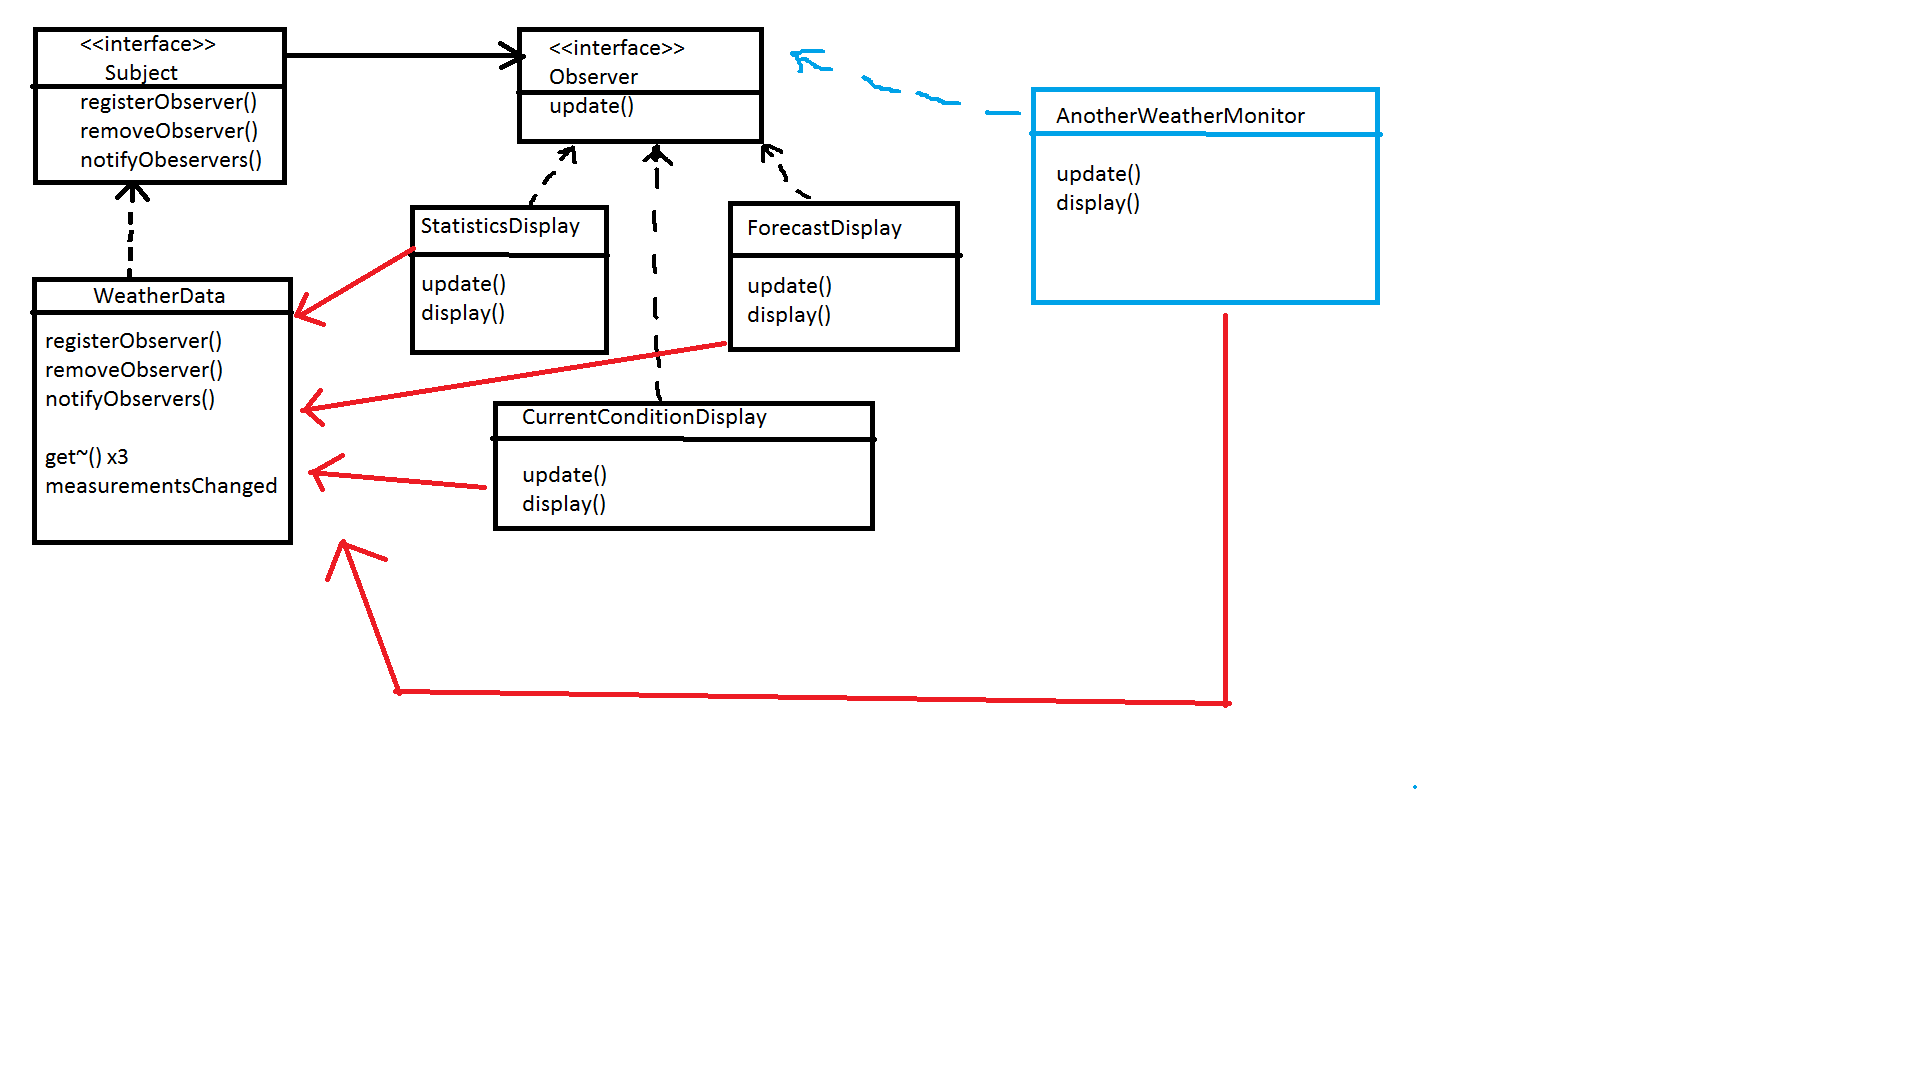 <<interface>>
Subject
registerObserver()
removeObserver()
notifyObeservers()
<<interface>>
Observer
update()
AnotherWeatherMonitor
update()
display()
StatisticsDisplay
update()
display()
ForecastDisplay
update()
display()
WeatherData
registerObserver()
removeObserver()
notifyObservers()
get~() x3
measurementsChanged
CurrentConditionDisplay
update()
display()